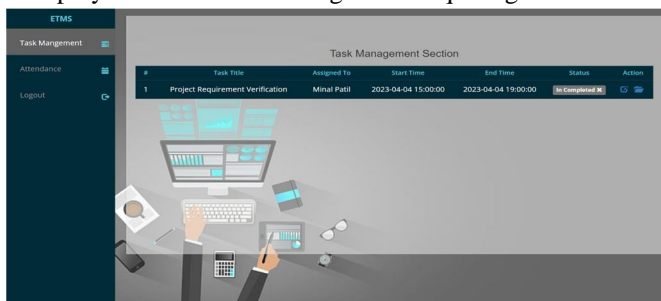 ETMS
Task Mangement
Attendance
Logout
Task Management Section
# Task Title Assigned To Start Time End Time Status Action
1 Project Requirement Verification Minal Patil 2023-04-04 15:00:00 2023-04-04 19:00:00 In Completed ✖